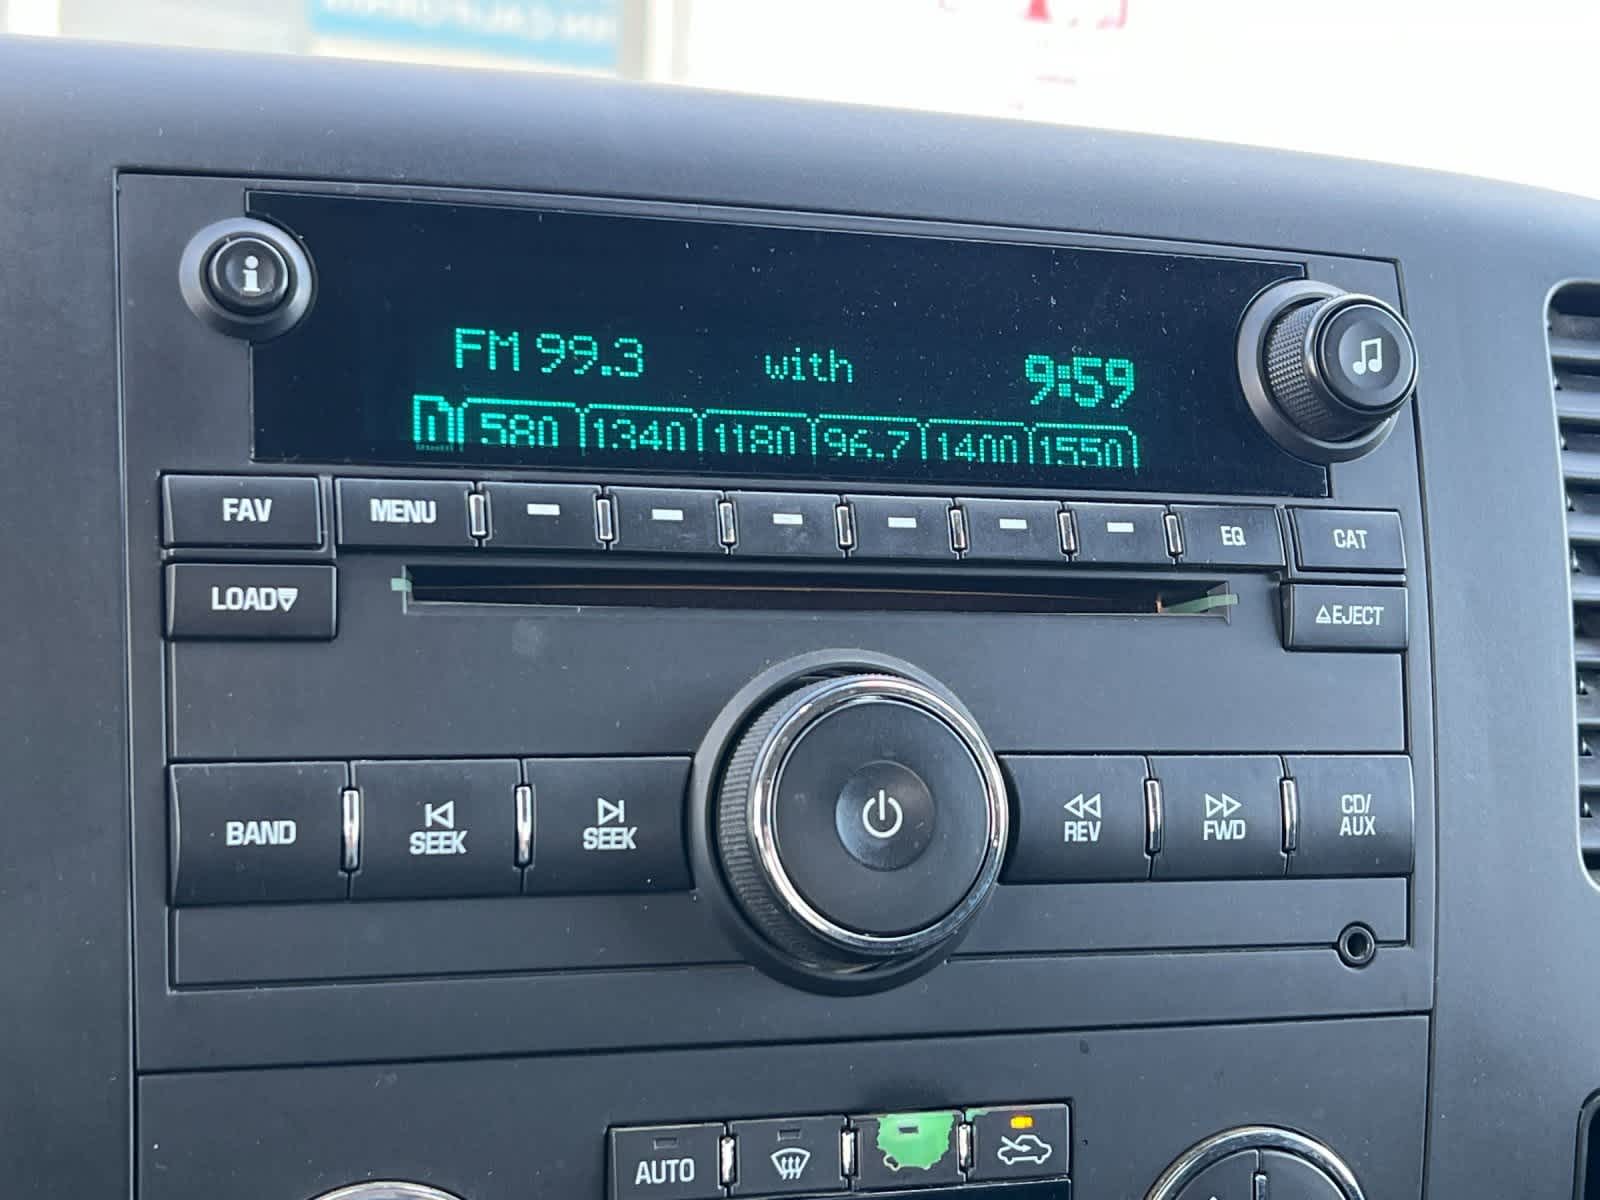 FM 99.3 with 9:59
580 1340 1180 96.7 1400 1550
FAV MENU EQ CAT
LOAD EJECT
BAND SEEK SEEK REV FWD CD/
AUX
AUTO